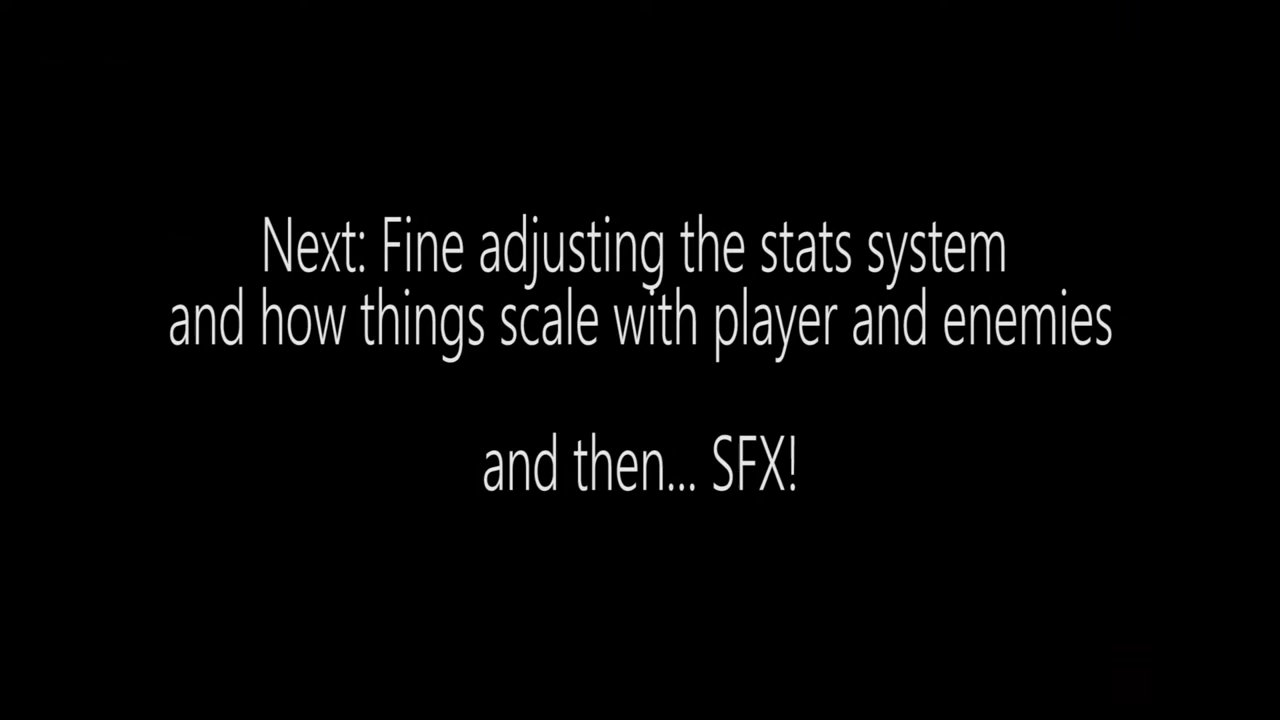 Next: Fine adjusting the stats system
and how things scale with player and enemies
and then... SFX!